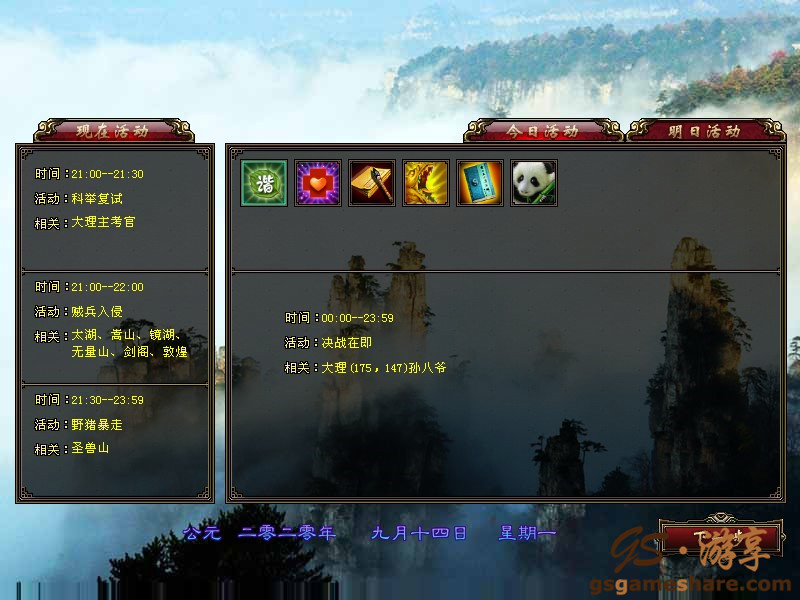 现在活动
今日活动
明日活动
时间：21:00--21:30
活动：科举复试
相关：大理主考官
时间：21:00--22:00
活动：贼兵入侵
相关：太湖、嵩山、镜湖、
无量山、剑阁、敦煌
时间：21:30--23:59
活动：野猪暴走
相关：圣兽山
谐
时间：00:00--23:59
活动：决战在即
相关：大理(175，147)孙八爷
公元 二零二零年 九月十四日 星期一
下
GS·游享
gsgameshare.com